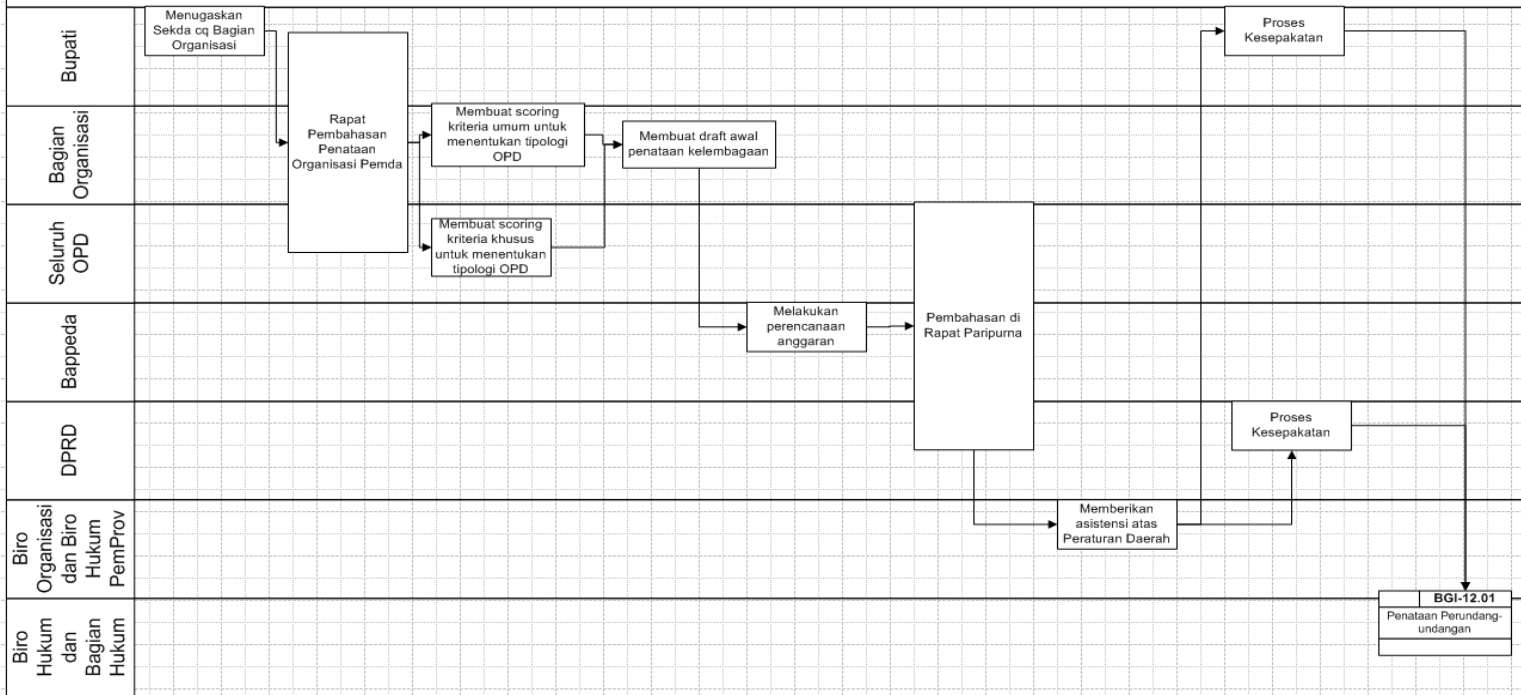 Bupati
Menugaskan
Sekda cq Bagian
Organisasi
Proses
Kesepakatan
Rapat
Pembahasan
Penataan
Organisasi Pemda
Bagian
Organisasi
Membuat scoring
kriteria umum untuk
menentukan tipologi
OPD
Membuat draft awal
penataan kelembagaan
Seluruh
OPD
Membuat scoring
kriteria khusus
untuk menentukan
tipologi OPD
Bappeda
Melakukan
perencanaan
anggaran
Pembahasan di
Rapat Paripurna
DPRD
Proses
Kesepakatan
Biro
Organisasi
dan Biro
Hukum
PemProv
Memberikan
asistensi atas
Peraturan Daerah
Biro
Hukum
dan
Bagian
Hukum
BGI-12.01
Penataan Perundang-
undangan